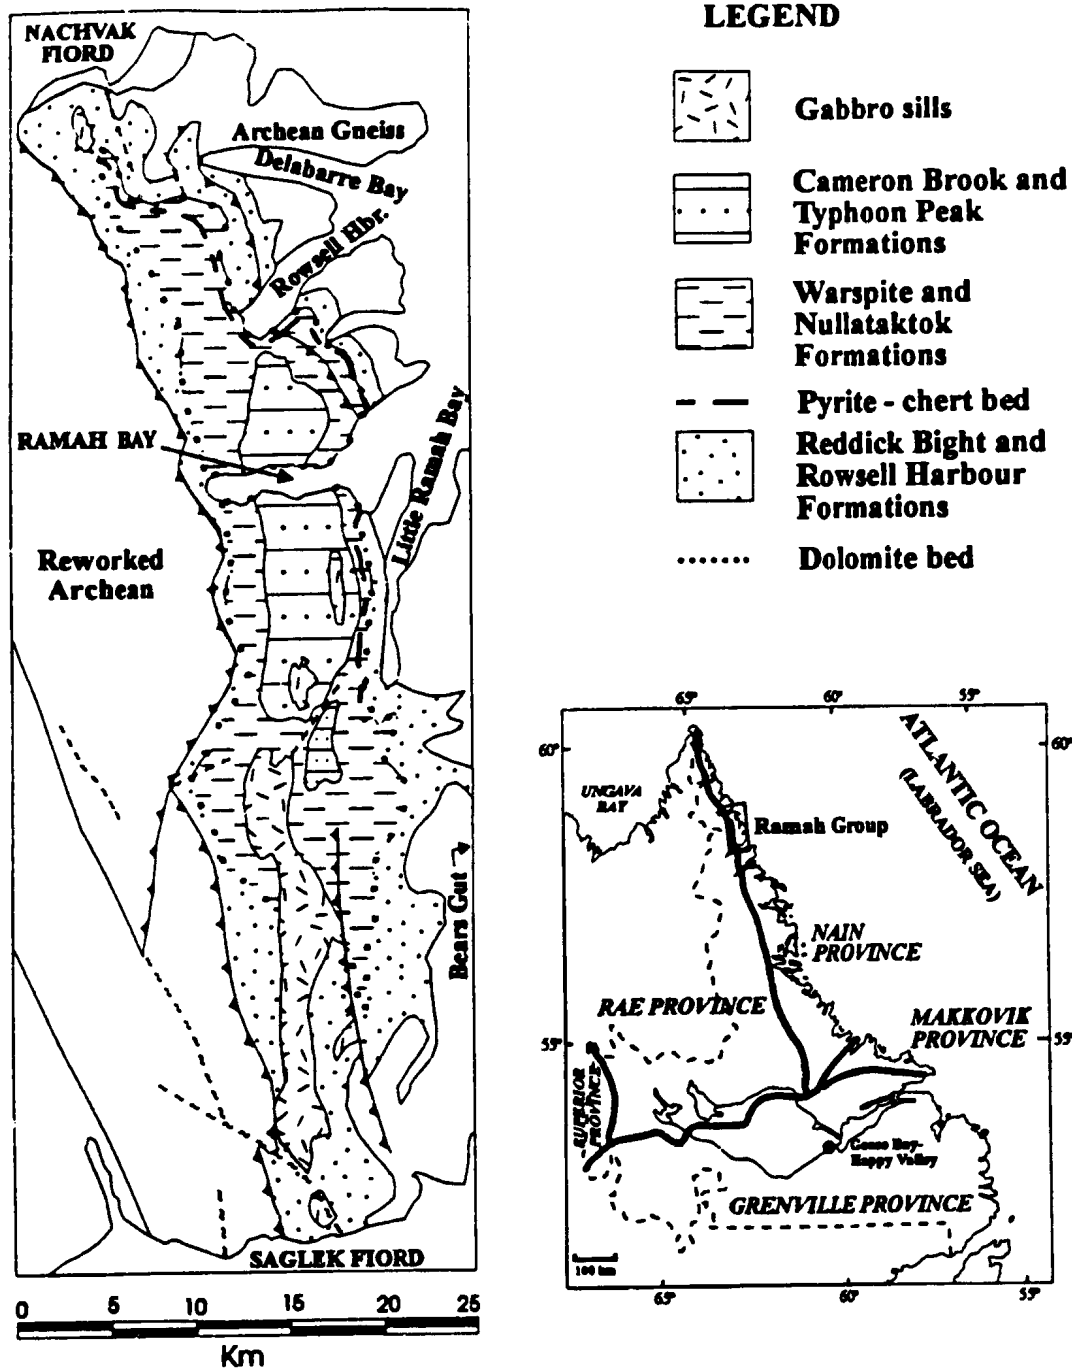 NACHVAK
FIORD
Archean Gneiss
Delabarre Bay
Rowsell Hbr.
RAMAH BAY
Little Ramah Bay
Reworked
Archean
Bears Gut
SAGLEK FIORD
0 5 10 15 20 25
Km
LEGEND
Gabbro sills
Cameron Brook and
Typhoon Peak
Formations
Warspite and
Nullataktok
Formations
Pyrite - chert bed
Reddick Bight and
Rowsell Harbour
Formations
Dolomite bed
65° 60° 55°
60° 60°
ATLANTIC OCEAN
(LABRADOR SEA)
UNGAVA
BAY
Ramah Group
NAIN
PROVINCE
RAE PROVINCE
MAKKOVIK
PROVINCE
55° 55°
SUPERIOR
PROVINCE
Goose Bay-
Happy Valley
GRENVILLE PROVINCE
100 km
65° 60° 55°